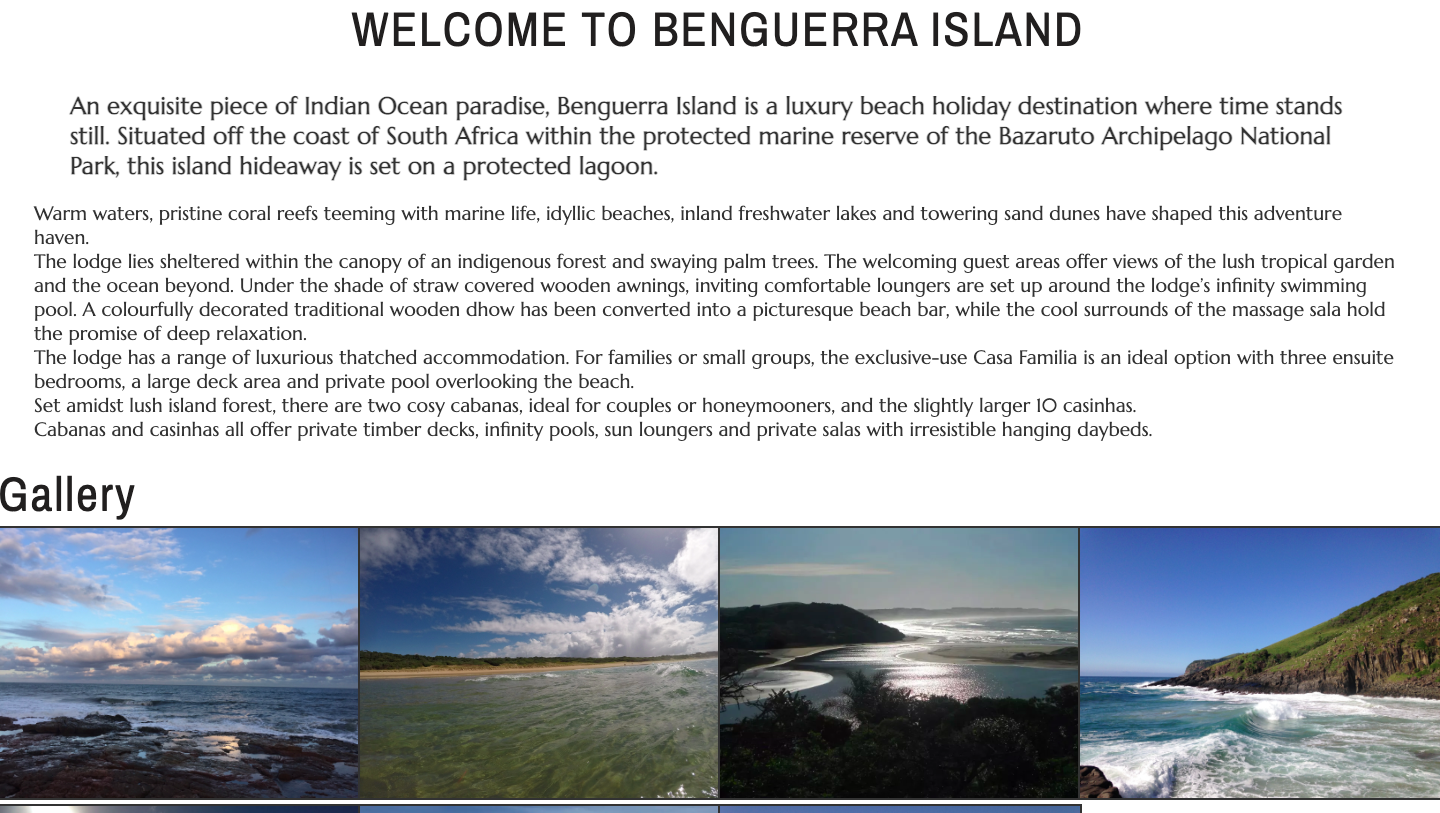 WELCOME TO BENGUERRA ISLAND
An exquisite piece of Indian Ocean paradise, Benguerra Island is a luxury beach holiday destination where time stands
still. Situated off the coast of South Africa within the protected marine reserve of the Bazaruto Archipelago National
Park, this island hideaway is set on a protected lagoon.
Warm waters, pristine coral reefs teeming with marine life, idyllic beaches, inland freshwater lakes and towering sand dunes have shaped this adventure
haven.
The lodge lies sheltered within the canopy of an indigenous forest and swaying palm trees. The welcoming guest areas offer views of the lush tropical garden
and the ocean beyond. Under the shade of straw covered wooden awnings, inviting comfortable loungers are set up around the lodge’s infinity swimming
pool. A colourfully decorated traditional wooden dhow has been converted into a picturesque beach bar, while the cool surrounds of the massage sala hold
the promise of deep relaxation.
The lodge has a range of luxurious thatched accommodation. For families or small groups, the exclusive-use Casa Familia is an ideal option with three ensuite
bedrooms, a large deck area and private pool overlooking the beach.
Set amidst lush island forest, there are two cosy cabanas, ideal for couples or honeymooners, and the slightly larger 10 casinhas.
Cabanas and casinhas all offer private timber decks, infinity pools, sun loungers and private salas with irresistible hanging daybeds.
Gallery